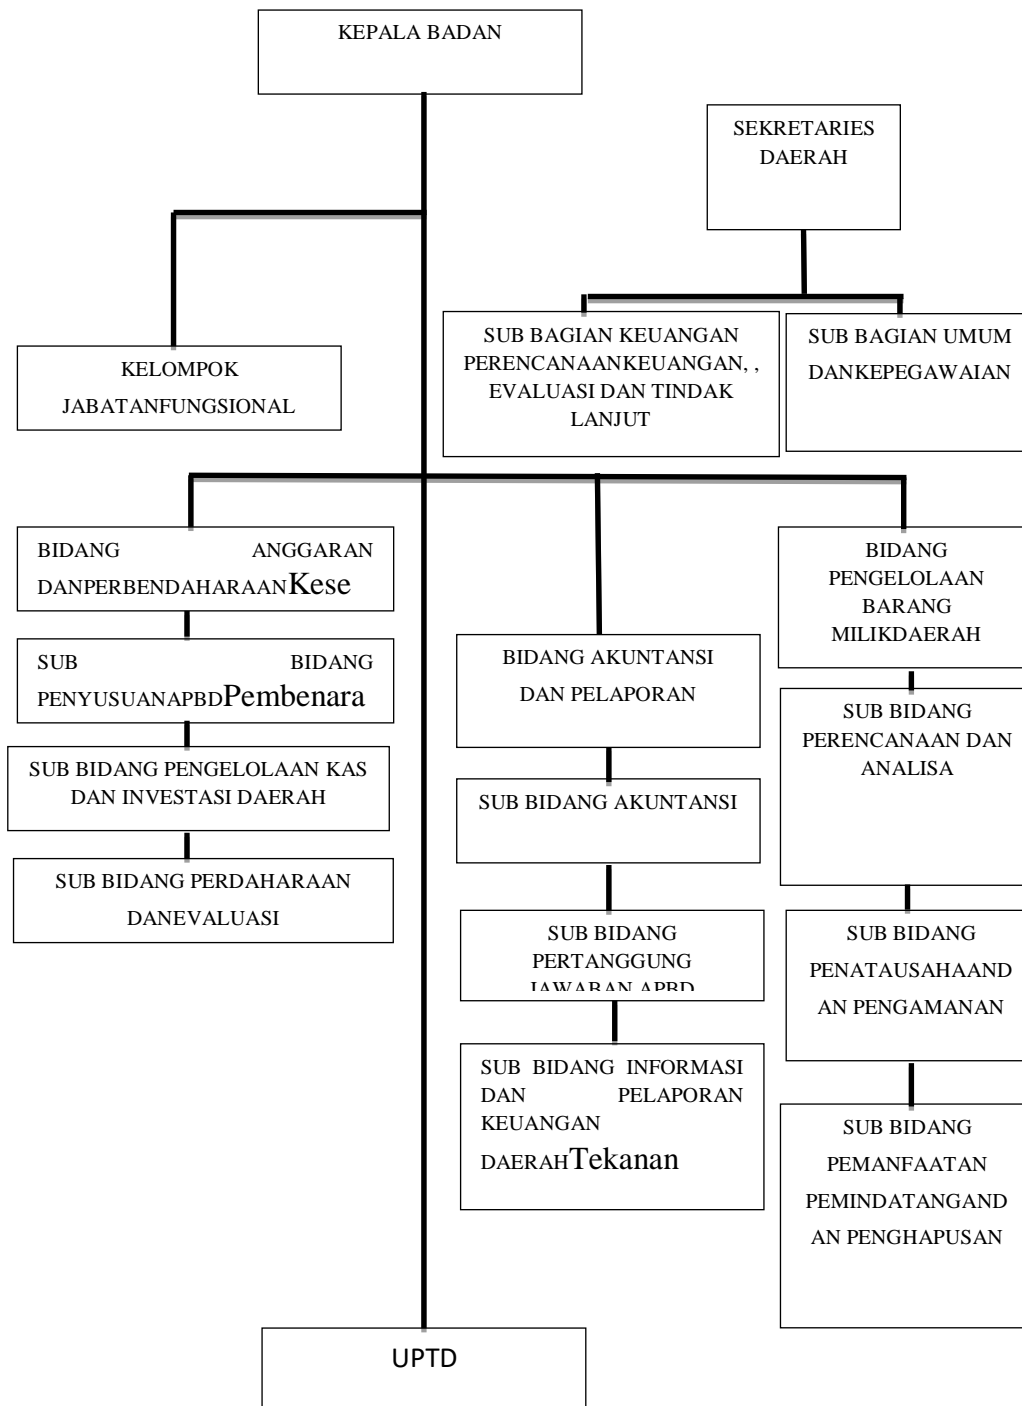 KEPALA BADAN
SEKRETARIES
DAERAH
KELOMPOK
JABATANFUNGSIONAL
SUB BAGIAN KEUANGAN
PERENCANAANKEUANGAN, ,
EVALUASI DAN TINDAK
LANJUT
SUB BAGIAN UMUM
DANKEPEGAWAIAN
BIDANG ANGGARAN
DANPERBENDAHARAANKese
SUB BIDANG
PENYUSUANAPBDPembenara
SUB BIDANG PENGELOLAAN KAS
DAN INVESTASI DAERAH
SUB BIDANG PERDAHARAAN
DANEVALUASI
BIDANG AKUNTANSI
DAN PELAPORAN
SUB BIDANG AKUNTANSI
SUB BIDANG
PERTANGGUNG
JAWABAN APBD
SUB BIDANG INFORMASI
DAN PELAPORAN
KEUANGAN
DAERAHTekanan
BIDANG
PENGELOLAAN
BARANG
MILIKDAERAH
SUB BIDANG
PERENCANAAN DAN
ANALISA
SUB BIDANG
PENATAUSAHAAND
AN PENGAMANAN
SUB BIDANG
PEMANFAATAN
PEMINDATANGAND
AN PENGHAPUSAN
UPTD